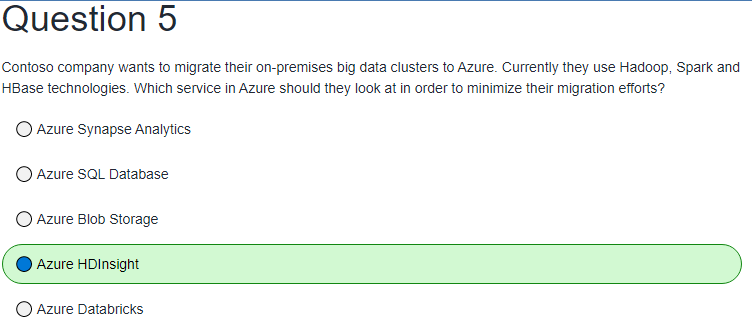 Question 5
Contoso company wants to migrate their on-premises big data clusters to Azure. Currently they use Hadoop, Spark and
HBase technologies. Which service in Azure should they look at in order to minimize their migration efforts?
Azure Synapse Analytics
Azure SQL Database
Azure Blob Storage
Azure HDInsight
Azure Databricks